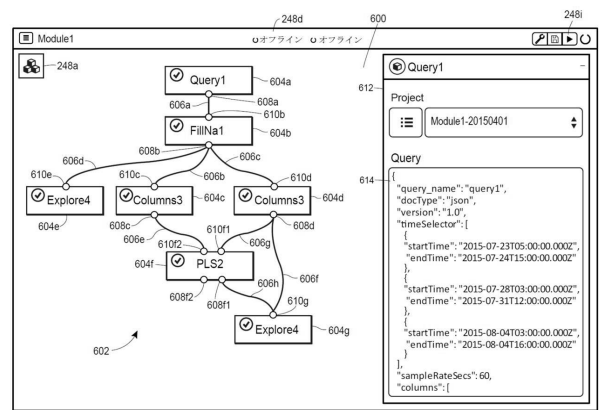 248d
600
248i
Module1
オフライン
オフライン
248a
Query1
604a
606a
608a
610b
FillNa1
604b
608b
606d
606b
606c
610e
610c
610d
Explore4
604e
Columns3
604c
Columns3
604d
608c
608d
606e
610f2
610f1
606g
604f
PLS2
606f
608f2
608f1
606h
610g
Explore4
604g
602
Query1
612
Project
Module1-20150401
Query
614
{
"query_name": "query1",
"docType": "json",
"version": "1.0",
"timeSelector": [
{
"startTime": "2015-07-23T05:00:00.000Z",
"endTime": "2015-07-24T15:00:00.000Z"
},
{
"startTime": "2015-07-28T03:00:00.000Z",
"endTime": "2015-07-31T12:00:00.000Z"
},
{
"startTime": "2015-08-04T03:00:00.000Z",
"endTime": "2015-08-04T16:00:00.000Z"
}
],
"sampleRateSecs": 60,
"columns": [